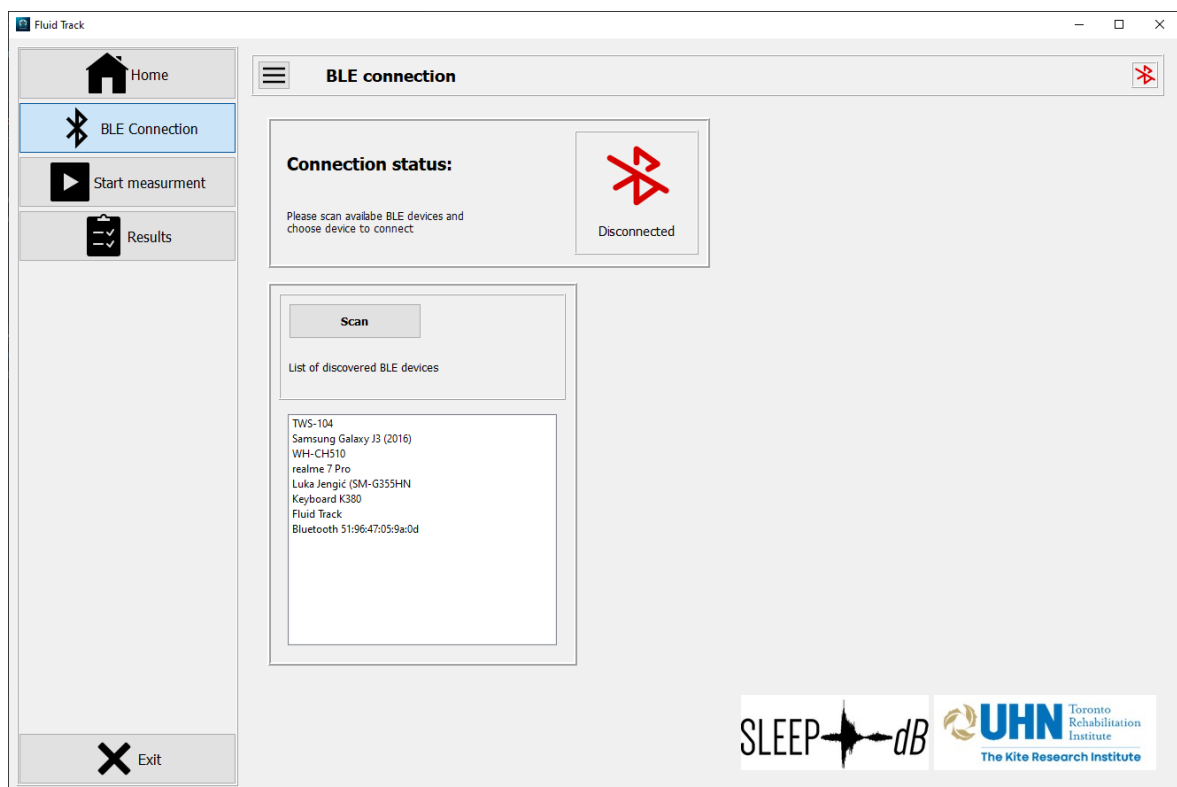 Fluid Track
Home
BLE Connection
Start measurment
Results
Exit
BLE connection
Connection status:
Please scan availabe BLE devices and
choose device to connect
Disconnected
Scan
List of discovered BLE devices
TWS-104
Samsung Galaxy J3 (2016)
WH-CH510
realme 7 Pro
Luka Jengić (SM-G355HN
Keyboard K380
Fluid Track
Bluetooth 51:96:47:05:9a:0d
SLEEP dB
UHN
Toronto
Rehabilitation
Institute
The Kite Research Institute